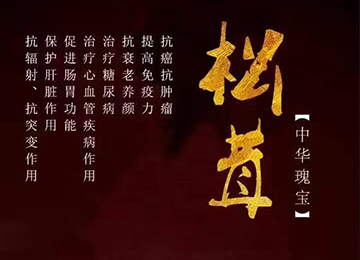 松茸
【中华瑰宝】
抗癌抗肿瘤
提高免疫力
抗衰老养颜
治疗糖尿病
治疗心血管疾病作用
促进肠胃功能
保护肝脏作用
抗辐射、抗突变作用